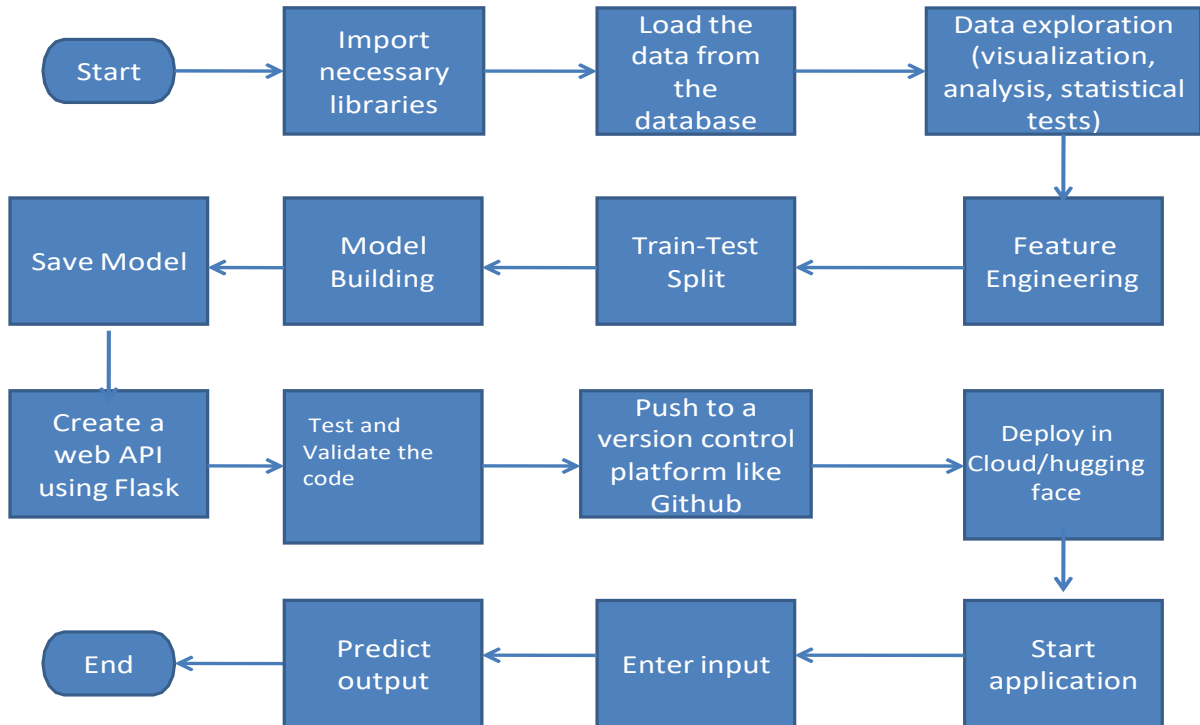 Start
Import
necessary
libraries
Load the
data from
the
database
Data exploration
(visualization,
analysis, statistical
tests)
Feature
Engineering
Train-Test
Split
Model
Building
Save Model
Create a
web API
using Flask
Test and
Validate the
code
Push to a
version control
platform like
Github
Deploy in
Cloud/hugging
face
Start
application
Enter input
Predict
output
End